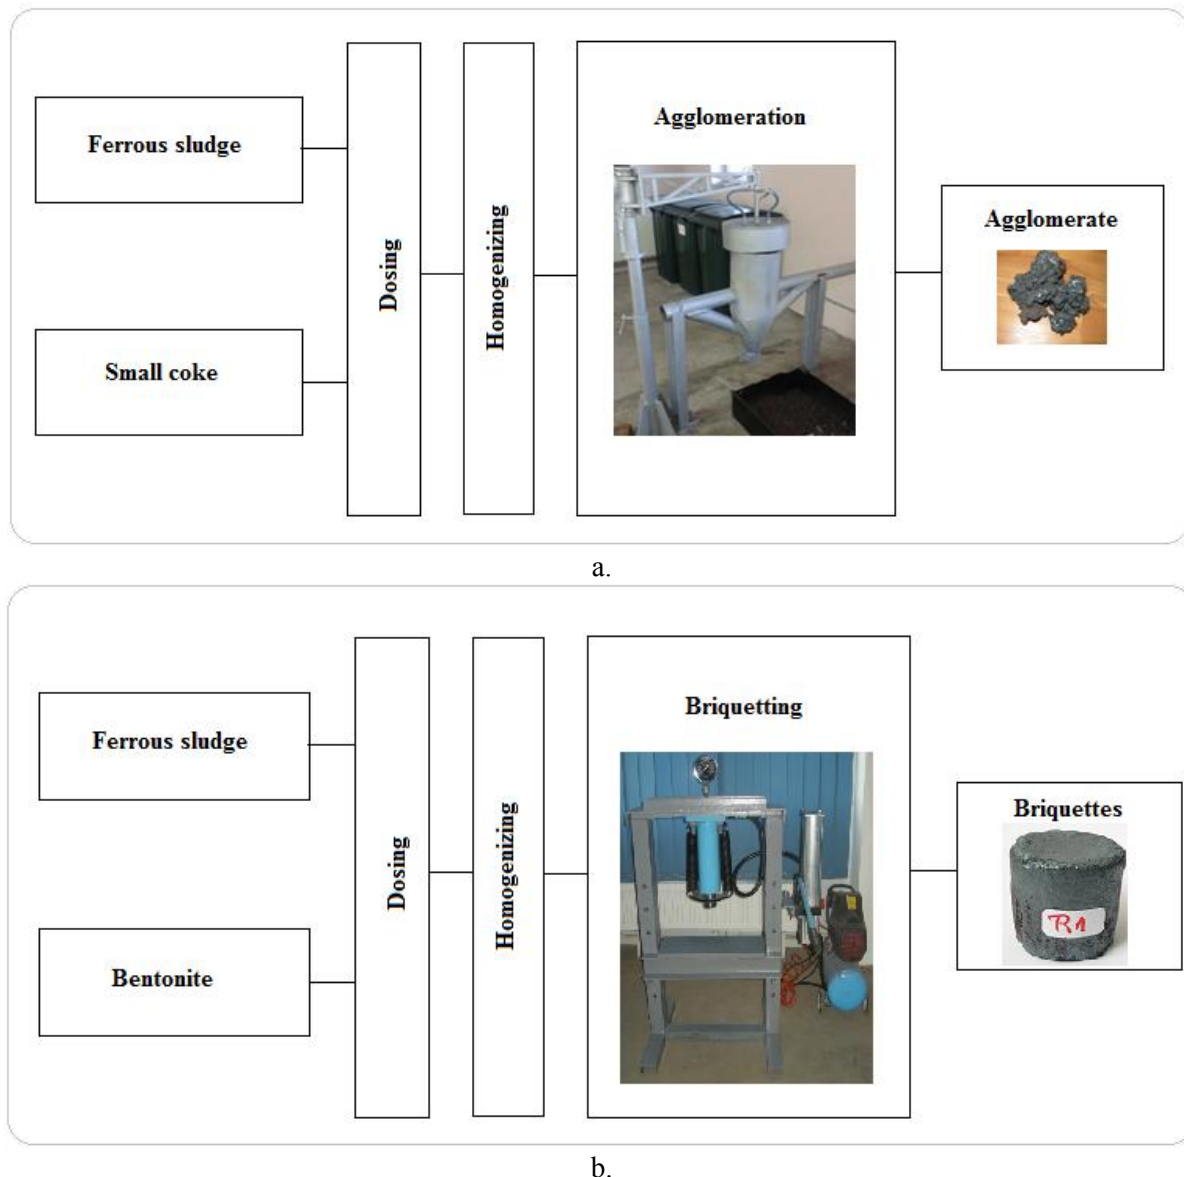 Ferrous sludge
Small coke
Dosing
Homogenizing
Agglomeration
Agglomerate
a.
Ferrous sludge
Bentonite
Dosing
Homogenizing
Briquetting
Briquettes
R1
b.